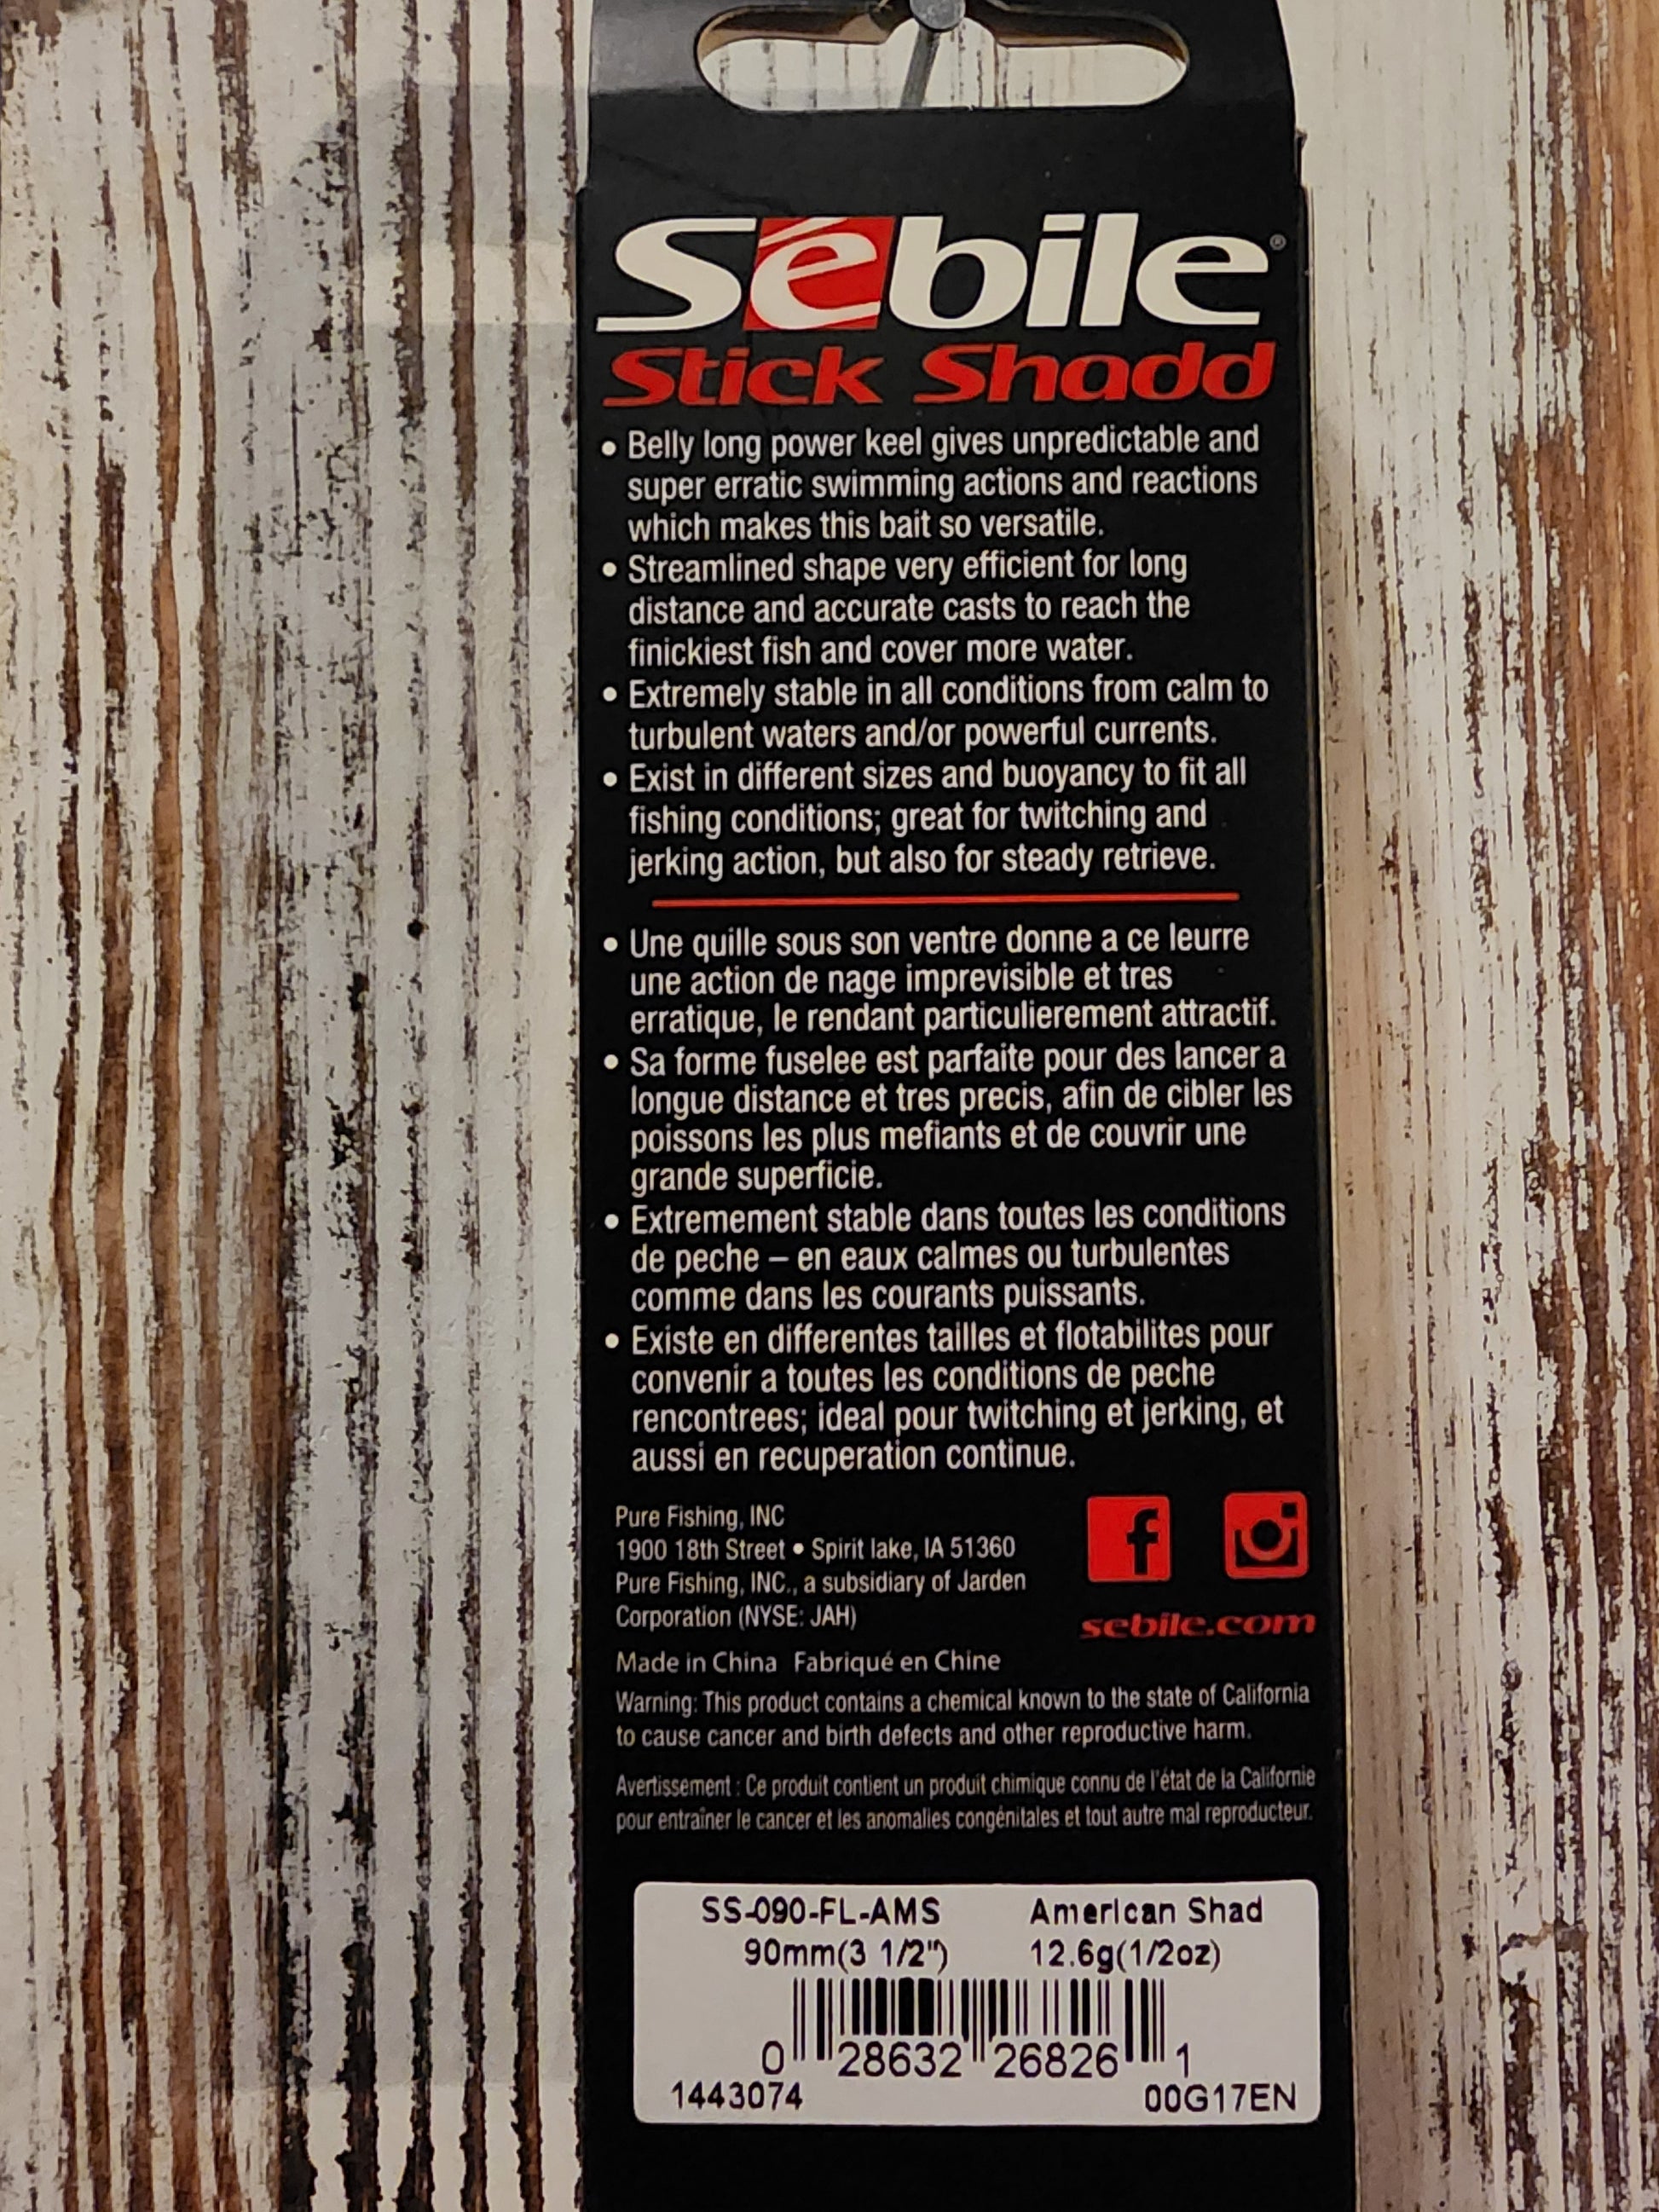 Sébile®
Stick Shadd
• Belly long power keel gives unpredictable and
super erratic swimming actions and reactions
which makes this bait so versatile.
• Streamlined shape very efficient for long
distance and accurate casts to reach the
finickiest fish and cover more water.
• Extremely stable in all conditions from calm to
turbulent waters and/or powerful currents.
• Exist in different sizes and buoyancy to fit all
fishing conditions; great for twitching and
jerking action, but also for steady retrieve.
• Une quille sous son ventre donne a ce leurre
une action de nage imprevisible et tres
erratique, le rendant particulierement attractif.
• Sa forme fuselee est parfaite pour des lancer a
longue distance et tres precis, afin de cibler les
poissons les plus mefiants et de couvrir une
grande superficie.
• Extremement stable dans toutes les conditions
de peche – en eaux calmes ou turbulentes
comme dans les courants puissants.
• Existe en differentes tailles et flotabilites pour
convenir a toutes les conditions de peche
rencontrees; ideal pour twitching et jerking, et
aussi en recuperation continue.
Pure Fishing, INC
1900 18th Street • Spirit lake, IA 51360
Pure Fishing, INC., a subsidiary of Jarden
Corporation (NYSE: JAH)
sebile.com
Made in China Fabriqué en Chine
Warning: This product contains a chemical known to the state of California
to cause cancer and birth defects and other reproductive harm.
Avertissement : Ce produit contient un produit chimique connu de l'état de la Californie
pour entraîner le cancer et les anomalies congénitales et tout autre mal reproducteur.
SS-090-FL-AMS American Shad
90mm(3 1/2") 12.6g(1/2oz)
0 28632 26826 1
1443074 00G17EN